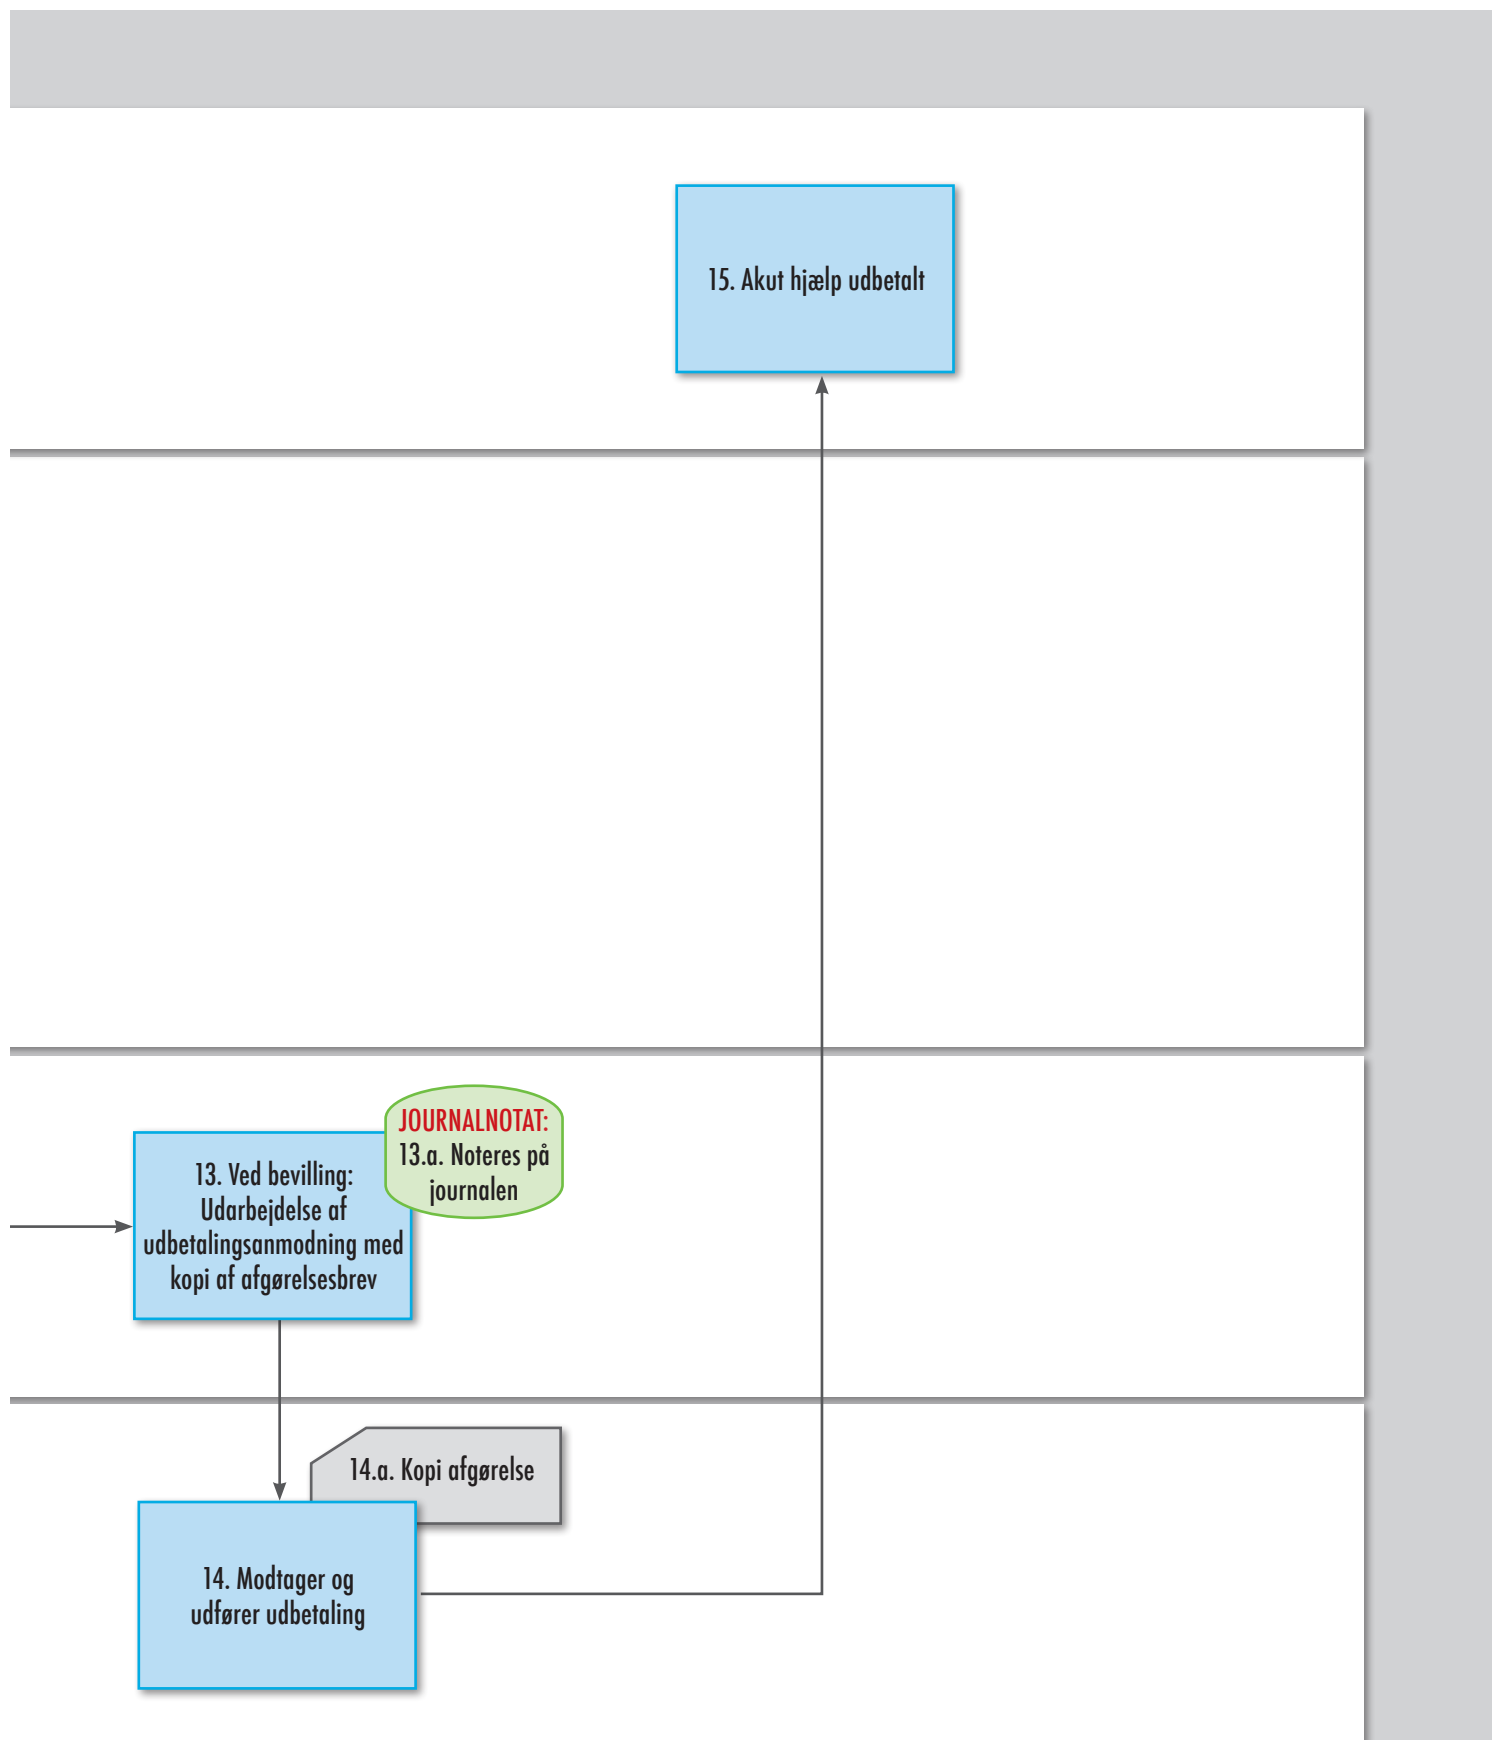 15. Akut hjælp udbetalt
JOURNALNOTAT:
13.a. Noteres på
journalen
13. Ved bevilling:
Udarbejdelse af
udbetalingsanmodning med
kopi af afgørelsesbrev
14.a. Kopi afgørelse
14. Modtager og
udfører udbetaling